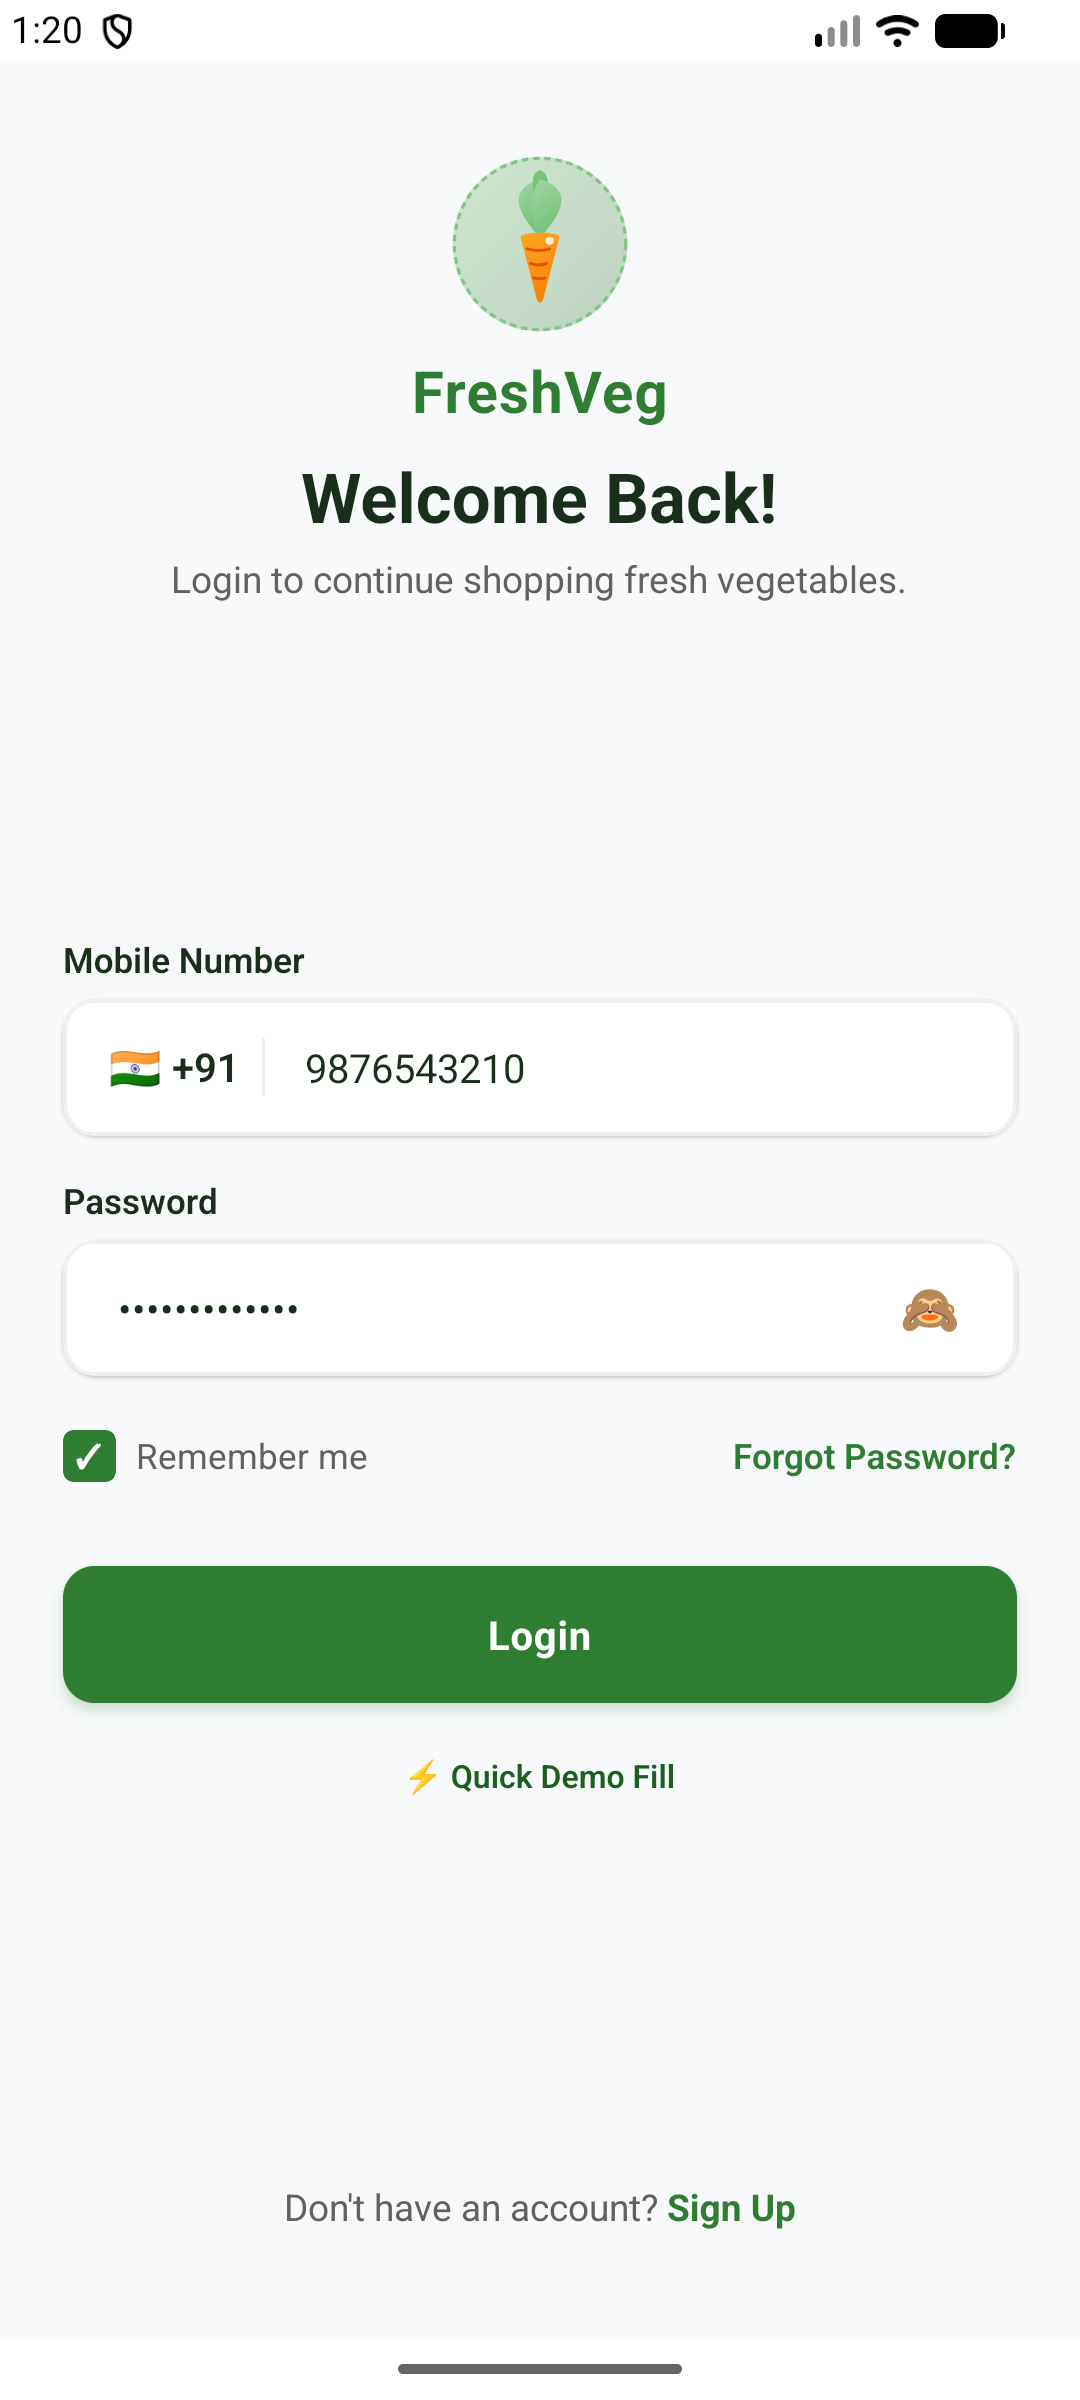 1:20
FreshVeg
Welcome Back!
Login to continue shopping fresh vegetables.
Mobile Number
🇮🇳 +91 9876543210
Password
•••••••••••••
✓ Remember me Forgot Password?
Login
⚡ Quick Demo Fill
Don't have an account? Sign Up